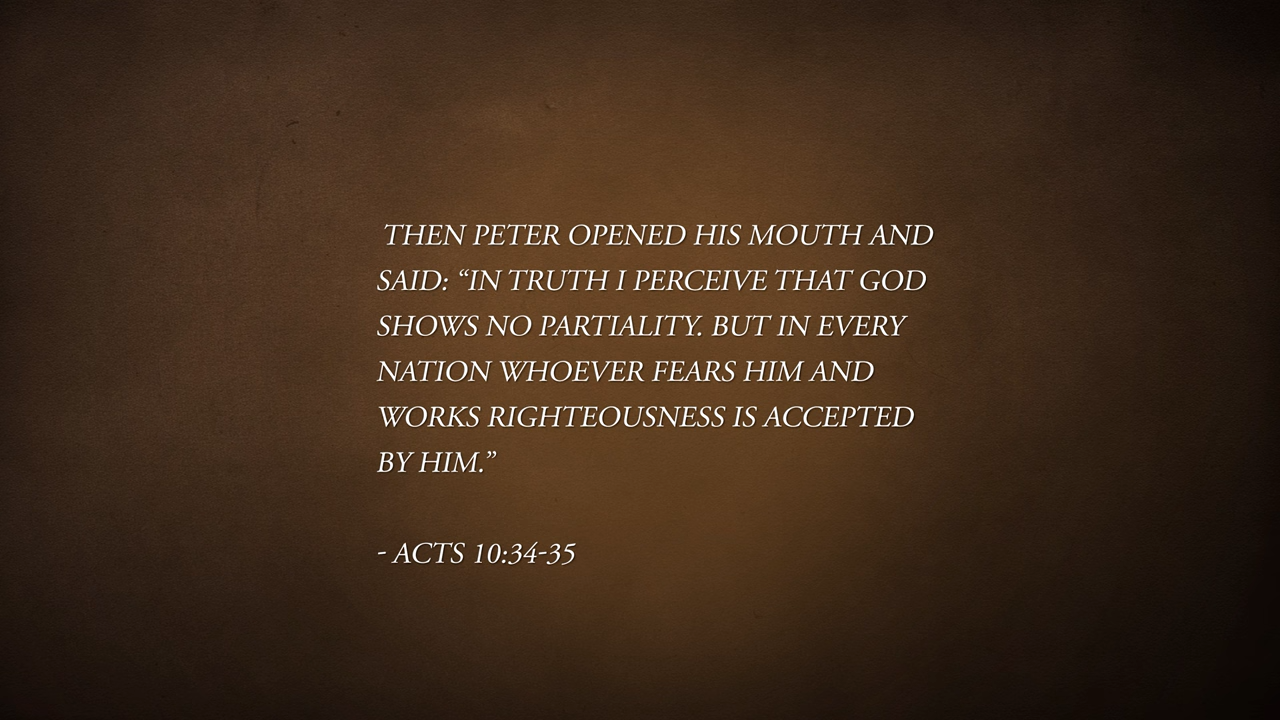 THEN PETER OPENED HIS MOUTH AND
SAID: “IN TRUTH I PERCEIVE THAT GOD
SHOWS NO PARTIALITY. BUT IN EVERY
NATION WHOEVER FEARS HIM AND
WORKS RIGHTEOUSNESS IS ACCEPTED
BY HIM.”
- ACTS 10:34-35